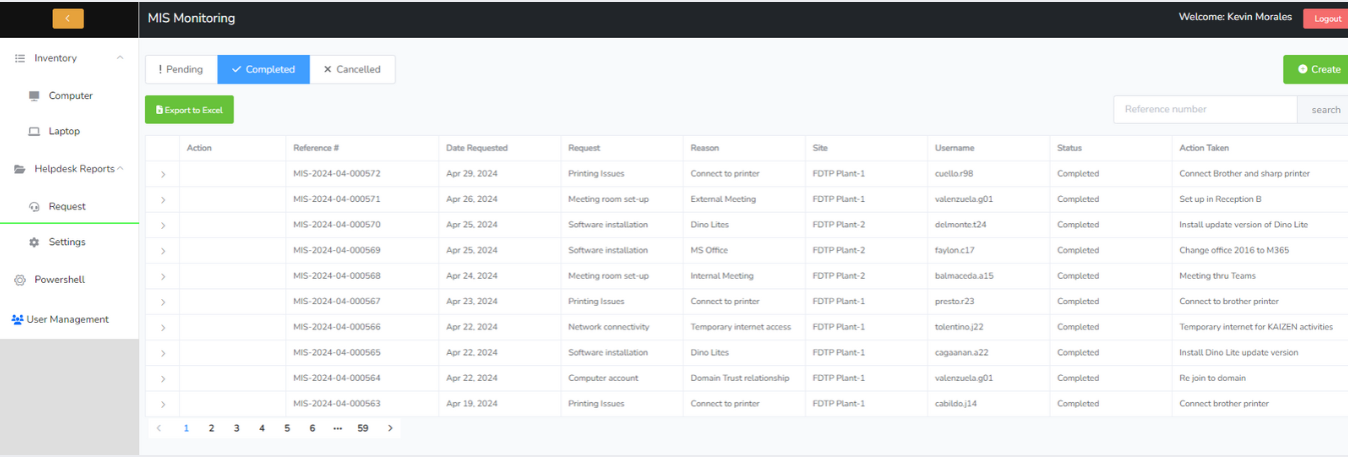 MIS Monitoring
Welcome: Kevin Morales
Logout
Inventory
Computer
Laptop
Helpdesk Reports
Request
Settings
Powershell
User Management
! Pending
Completed
Cancelled
Create
Export to Excel
Reference number
search
Action Reference # Date Requested Request Reason Site Username Status Action Taken
MIS-2024-04-000572 Apr 29, 2024 Printing Issues Connect to printer FDTP Plant-1 cuello.r98 Completed Connect Brother and sharp printer
MIS-2024-04-000571 Apr 26, 2024 Meeting room set-up External Meeting FDTP Plant-1 valenzuela.g01 Completed Set up in Reception B
MIS-2024-04-000570 Apr 25, 2024 Software installation Dino Lites FDTP Plant-2 delmonte.t24 Completed Install update version of Dino Lite
MIS-2024-04-000569 Apr 25, 2024 Software installation MS Office FDTP Plant-2 faylon.c17 Completed Change office 2016 to M365
MIS-2024-04-000568 Apr 24, 2024 Meeting room set-up Internal Meeting FDTP Plant-2 balmaceda.a15 Completed Meeting thru Teams
MIS-2024-04-000567 Apr 23, 2024 Printing Issues Connect to printer FDTP Plant-1 presto.r23 Completed Connect to brother printer
MIS-2024-04-000566 Apr 22, 2024 Network connectivity Temporary internet access FDTP Plant-1 tolentino.j22 Completed Temporary internet for KAIZEN activities
MIS-2024-04-000565 Apr 22, 2024 Software installation Dino Lites FDTP Plant-1 cagaanan.a22 Completed Install Dino Lite update version
MIS-2024-04-000564 Apr 22, 2024 Computer account Domain Trust relationship FDTP Plant-1 valenzuela.g01 Completed Re join to domain
MIS-2024-04-000563 Apr 19, 2024 Printing Issues Connect to printer FDTP Plant-1 cabildo.j14 Completed Connect brother printer
1 2 3 4 5 6 ... 59